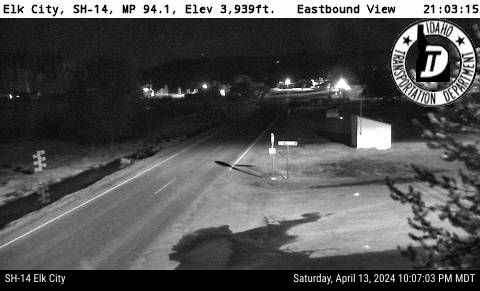 Elk City, SH-14, MP 94.1, Elev 3,939ft. Eastbound View 21:03:15
IDAHO
TRANSPORTATION DEPARTMENT
SH-14 Elk City
Saturday, April 13, 2024 10:07:03 PM MDT